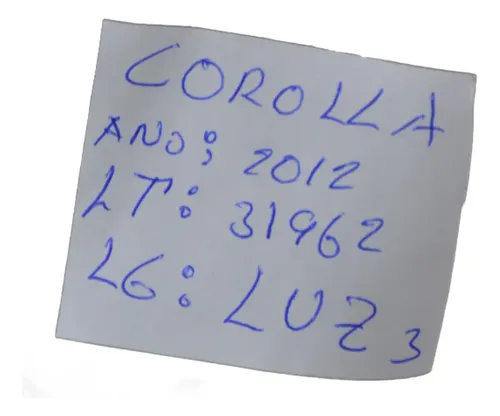 COROLLA
ANO: 2012
LT: 31962
LG: LUZ 3